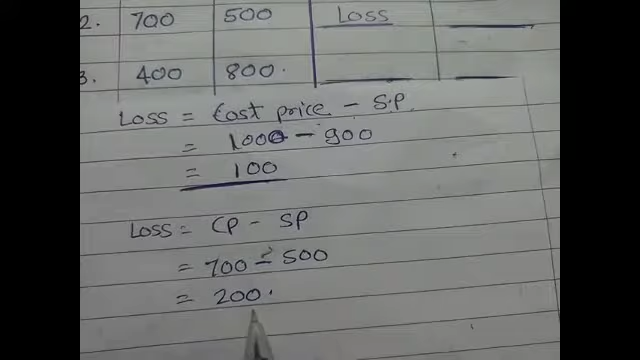 2. 700 500 Loss
3. 400 800.
Loss = Cost price - S.P.
= 1000 - 900
= 100
Loss = CP - SP
= 700 - 500
= 200.